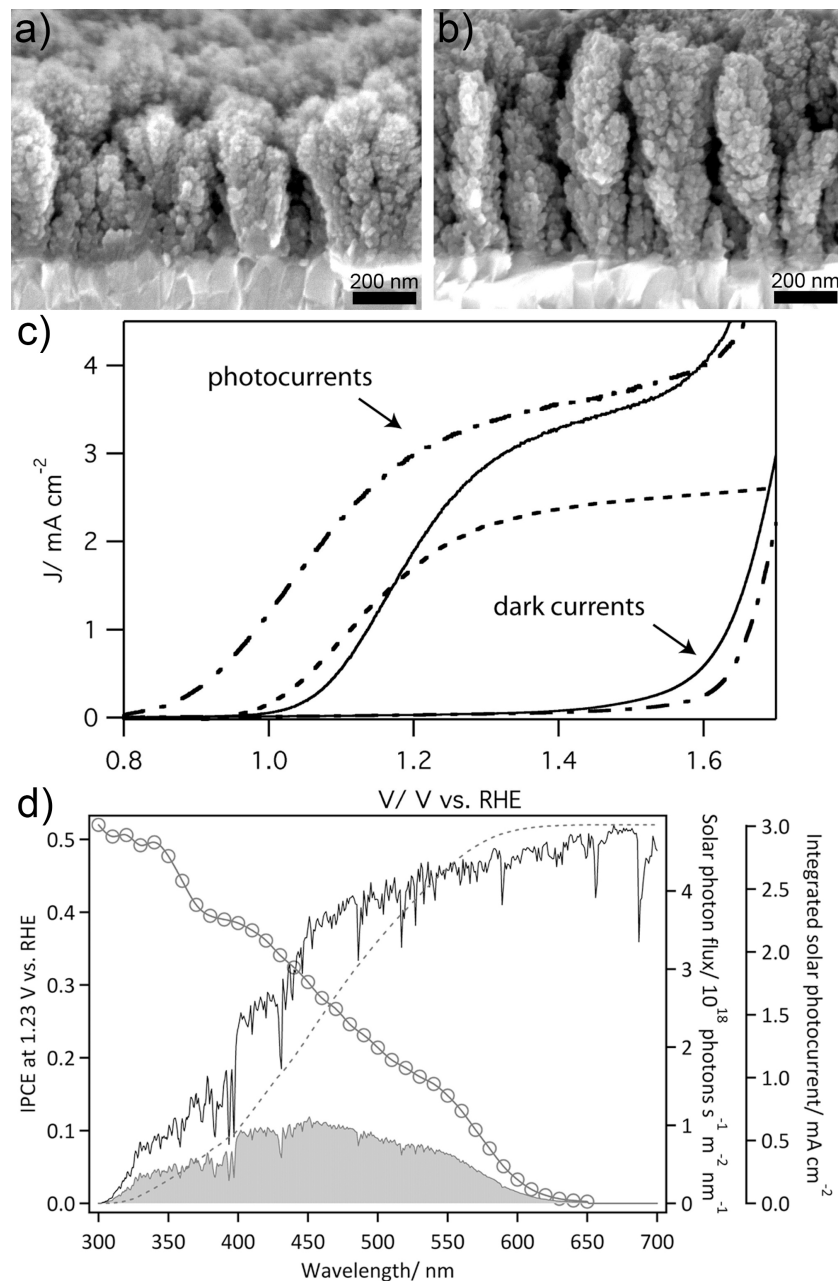 a)
200 nm
b)
200 nm
c)
photocurrents
dark currents
J/ mA cm⁻²
4
3
2
1
0
0.8 1.0 1.2 1.4 1.6
V/ V vs. RHE
d)
IPCE at 1.23 V vs. RHE
0.5
0.4
0.3
0.2
0.1
0.0
300 350 400 450 500 550 600 650 700
Wavelength/ nm
4
3
2
1
0
Solar photon flux/ 10¹⁸ photons s⁻¹ m⁻² nm⁻¹
3.0
2.5
2.0
1.5
1.0
0.5
0.0
Integrated solar photocurrent/ mA cm⁻²